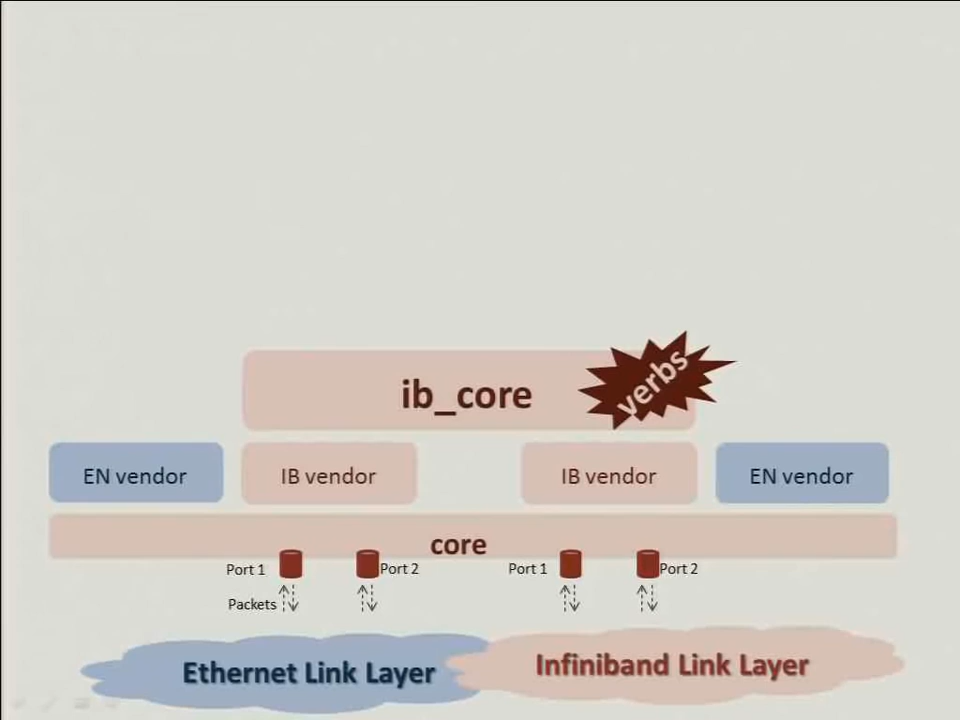 ib_core
verbs
EN vendor
IB vendor
IB vendor
EN vendor
core
Port 1
Port 2
Port 1
Port 2
Packets
Ethernet Link Layer
Infiniband Link Layer